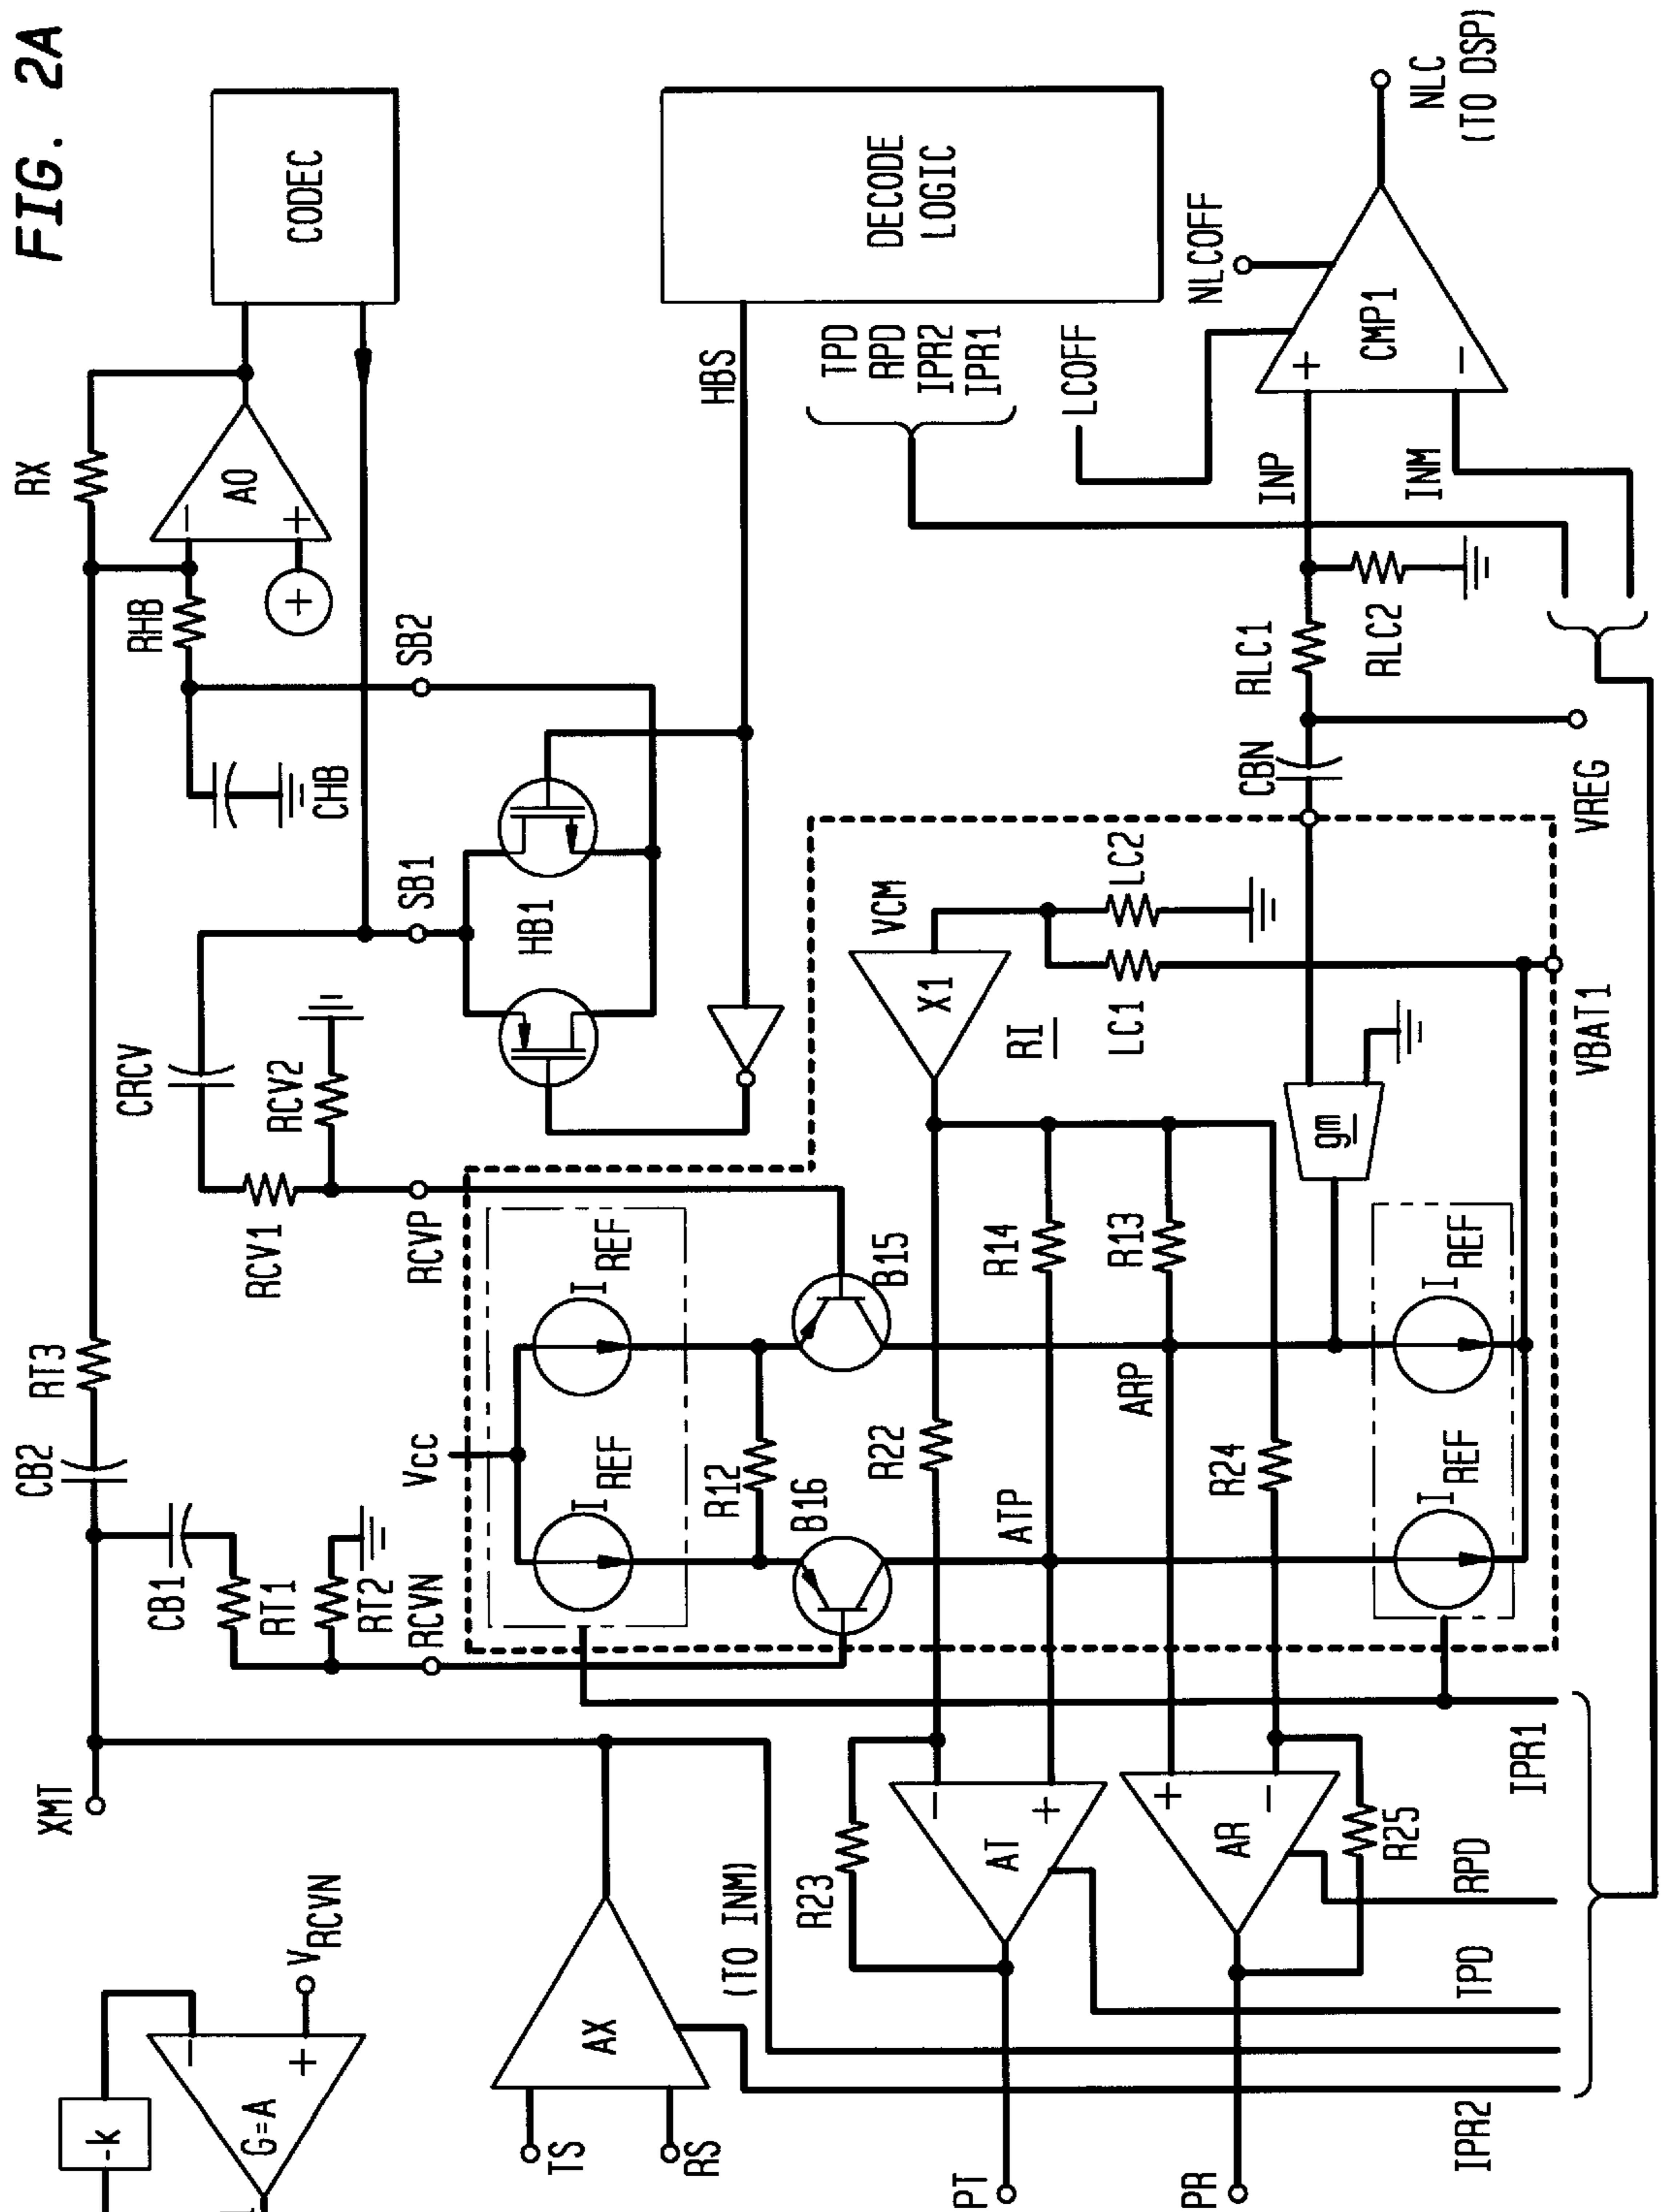 FIG. 2A
CODEC
RX
A0
−
+
+
RHB
CHB
SB2
SB1
HB1
HBS
DECODE
LOGIC
TPD
RPD
IPR2
IPR1
LCOFF
NLCOFF
CMP1
+
−
NLC
(TO DSP)
INP
INM
RLC1
RLC2
CBN
VREG
CRCV
RCV2
RCV1
RCVP
RT3
CB2
CB1
RT1
RT2
RCVN
XMT
VCC
IREF
IREF
R12
B15
B16
X1
VCM
RI
LC1
LC2
VBAT1
gm
R22
R14
R13
R24
ATP
ARP
IREF
IREF
R23
AT
−
+
AR
+
−
R25
IPR1
RPD
TPD
IPR2
(TO INM)
AX
TS
RS
PT
PR
-k
G=A
−
+
VRCVN